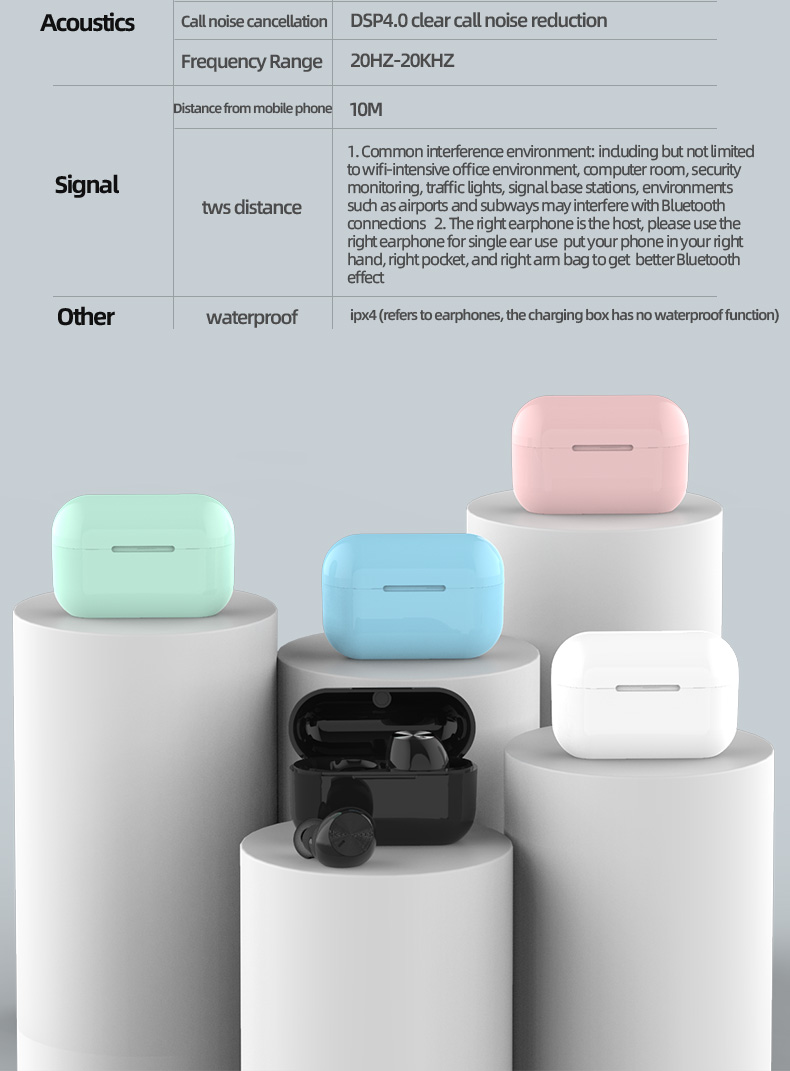 Acoustics
Call noise cancellation
DSP4.0 clear call noise reduction
Frequency Range
20HZ-20KHZ
Signal
Distance from mobile phone
10M
tws distance
1. Common interference environment: including but not limited
to wifi-intensive office environment, computer room, security
monitoring, traffic lights, signal base stations, environments
such as airports and subways may interfere with Bluetooth
connections 2. The right earphone is the host, please use the
right earphone for single ear use put your phone in your right
hand, right pocket, and right arm bag to get better Bluetooth
effect
Other
waterproof
ipx4 (refers to earphones, the charging box has no waterproof function)